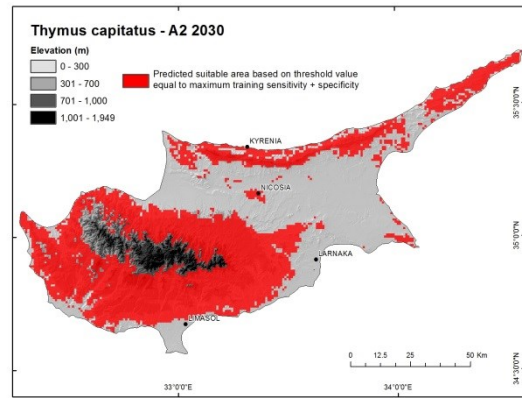 Thymus capitatus - A2 2030
Elevation (m)
0 - 300
301 - 700
701 - 1,000
1,001 - 1,949
Predicted suitable area based on threshold value
equal to maximum training sensitivity + specificity
KYRENIA
NICOSIA
LARNAKA
LIMASOL
35°30'0"N
35°0'0"N
34°30'0"N
0 12.5 25 50 Km
33°0'0"E 34°0'0"E